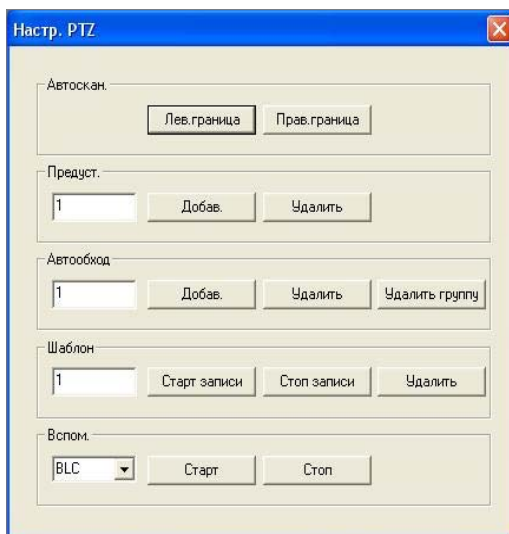 Настр. PTZ
Автоскан.
Лев.граница Прав.граница
Предуст.
1 Добав. Удалить
Автообход
1 Добав. Удалить Удалить группу
Шаблон
1 Старт записи Стоп записи Удалить
Вспом.
BLC Старт Стоп